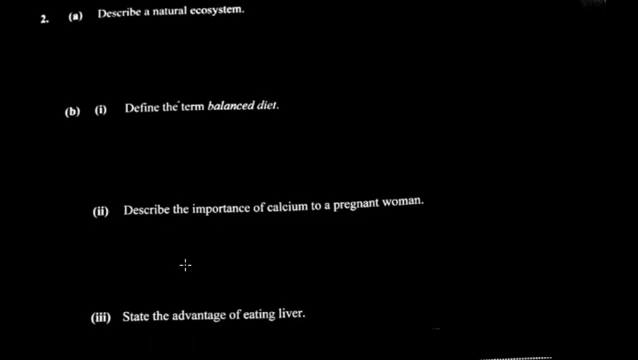 2. (a) Describe a natural ecosystem.
(b) (i) Define the term balanced diet.
(ii) Describe the importance of calcium to a pregnant woman.
(iii) State the advantage of eating liver.